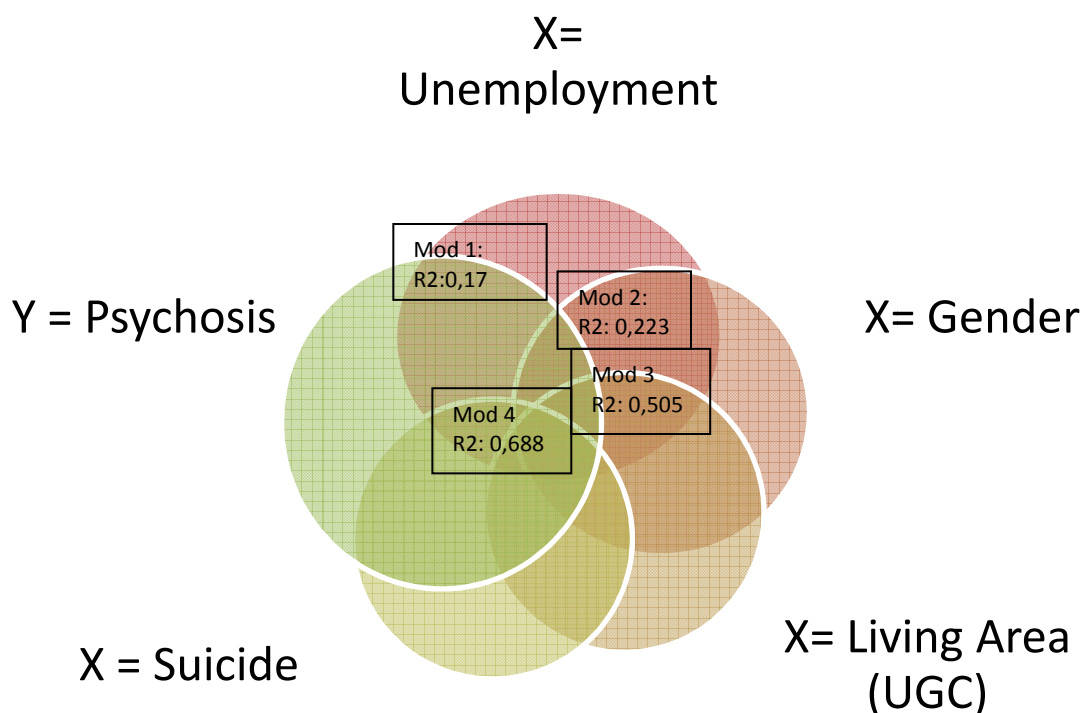 X=
Unemployment
Mod 1:
R2:0,17
Mod 2:
R2: 0,223
Y = Psychosis
X= Gender
Mod 3
R2: 0,505
Mod 4
R2: 0,688
X = Suicide
X= Living Area
(UGC)